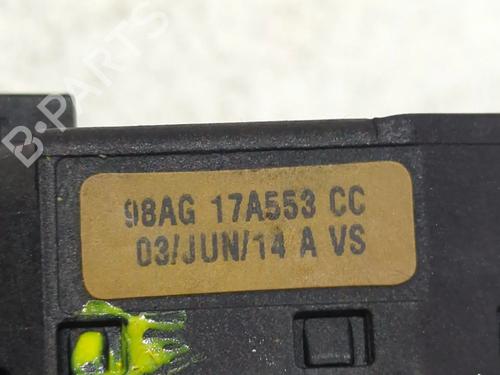 B-PARTS
98AG 17A553 CC
03/JUN/14 A VS